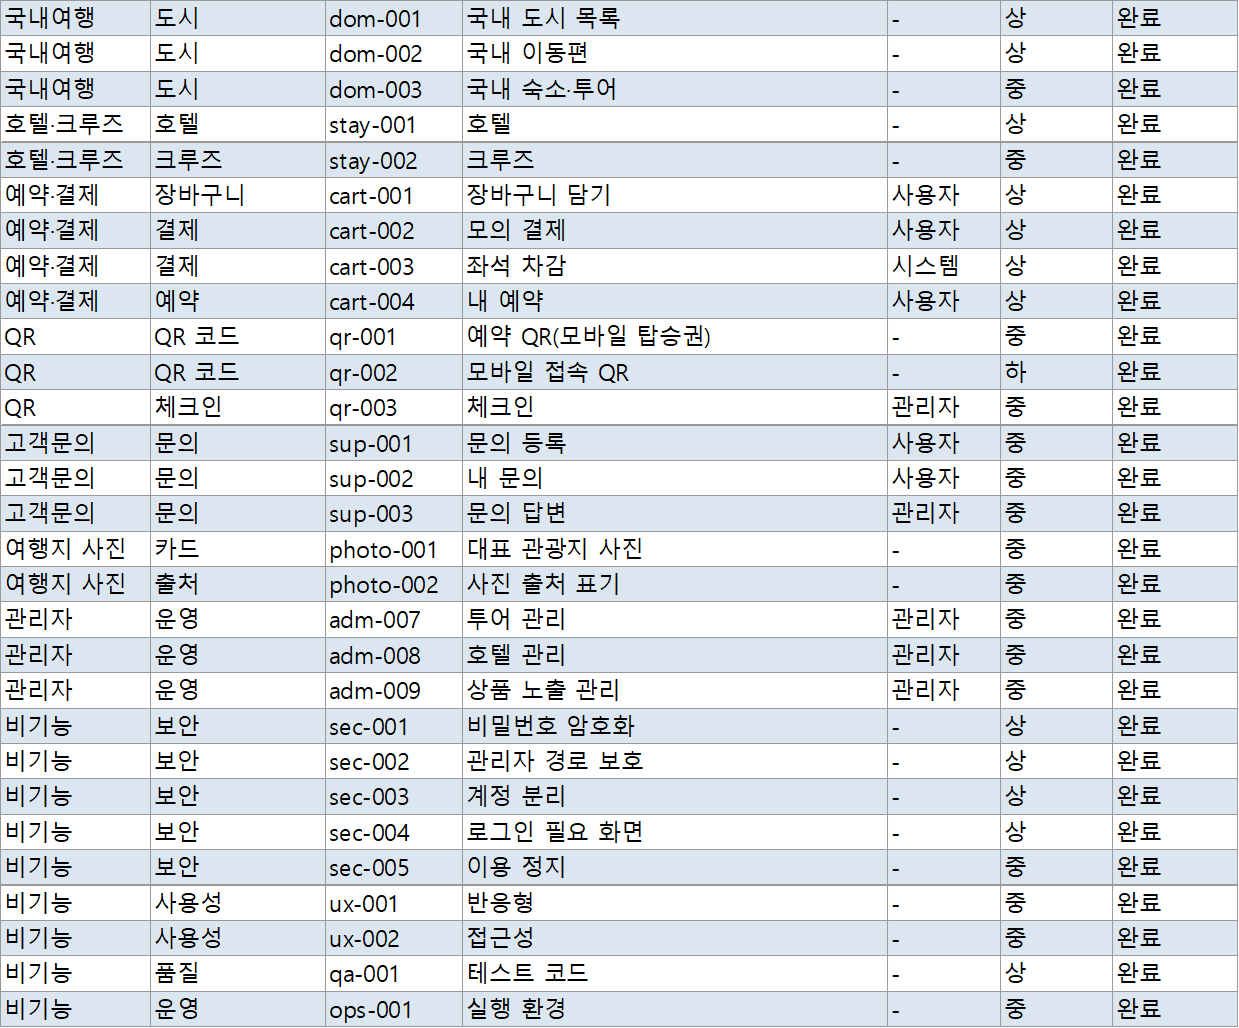 국내여행 도시 dom-001 국내 도시 목록 - 상 완료
국내여행 도시 dom-002 국내 이동편 - 상 완료
국내여행 도시 dom-003 국내 숙소·투어 - 중 완료
호텔·크루즈 호텔 stay-001 호텔 - 상 완료
호텔·크루즈 크루즈 stay-002 크루즈 - 중 완료
예약·결제 장바구니 cart-001 장바구니 담기 사용자 상 완료
예약·결제 결제 cart-002 모의 결제 사용자 상 완료
예약·결제 결제 cart-003 좌석 차감 시스템 상 완료
예약·결제 예약 cart-004 내 예약 사용자 상 완료
QR QR 코드 qr-001 예약 QR(모바일 탑승권) - 중 완료
QR QR 코드 qr-002 모바일 접속 QR - 하 완료
QR 체크인 qr-003 체크인 관리자 중 완료
고객문의 문의 sup-001 문의 등록 사용자 중 완료
고객문의 문의 sup-002 내 문의 사용자 중 완료
고객문의 문의 sup-003 문의 답변 관리자 중 완료
여행지 사진 카드 photo-001 대표 관광지 사진 - 중 완료
여행지 사진 출처 photo-002 사진 출처 표기 - 중 완료
관리자 운영 adm-007 투어 관리 관리자 중 완료
관리자 운영 adm-008 호텔 관리 관리자 중 완료
관리자 운영 adm-009 상품 노출 관리 관리자 중 완료
비기능 보안 sec-001 비밀번호 암호화 - 상 완료
비기능 보안 sec-002 관리자 경로 보호 - 상 완료
비기능 보안 sec-003 계정 분리 - 상 완료
비기능 보안 sec-004 로그인 필요 화면 - 상 완료
비기능 보안 sec-005 이용 정지 - 중 완료
비기능 사용성 ux-001 반응형 - 중 완료
비기능 사용성 ux-002 접근성 - 중 완료
비기능 품질 qa-001 테스트 코드 - 상 완료
비기능 운영 ops-001 실행 환경 - 중 완료